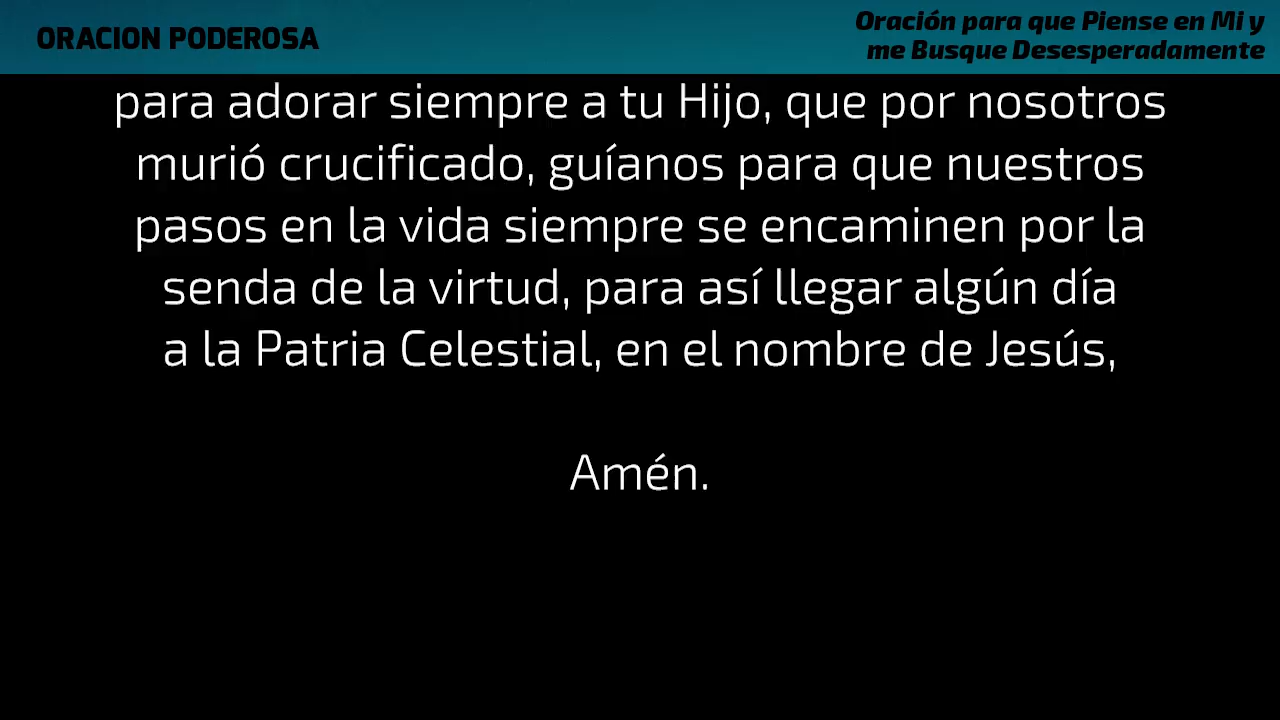 ORACION PODEROSA
Oración para que Piense en Mi y
me Busque Desesperadamente
para adorar siempre a tu Hijo, que por nosotros
murió crucificado, guíanos para que nuestros
pasos en la vida siempre se encaminen por la
senda de la virtud, para así llegar algún día
a la Patria Celestial, en el nombre de Jesús,
Amén.